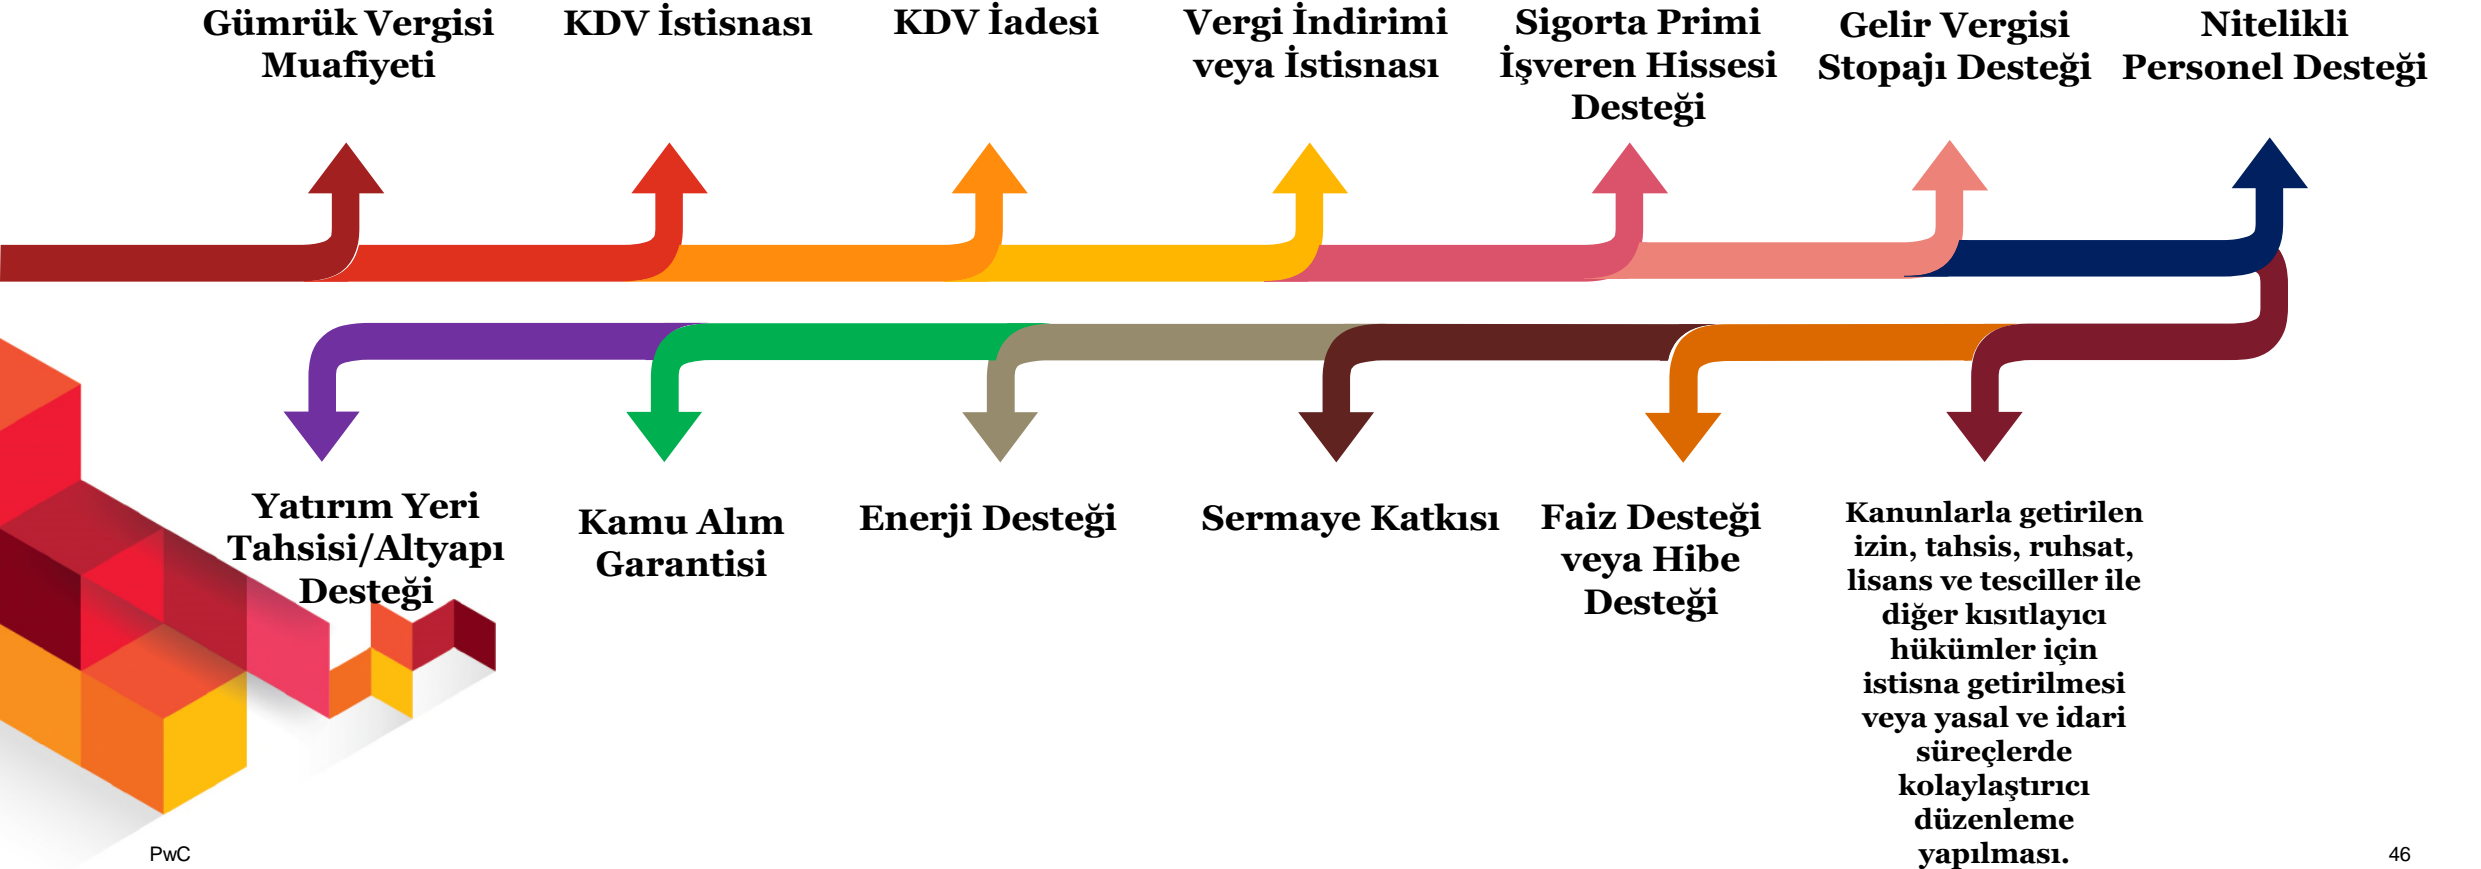 Gümrük Vergisi
Muafiyeti
KDV İstisnası
KDV İadesi
Vergi İndirimi
veya İstisnası
Sigorta Primi
İşveren Hissesi
Desteği
Gelir Vergisi
Stopajı Desteği
Nitelikli
Personel Desteği
Yatırım Yeri
Tahsisi/Altyapı
Desteği
Kamu Alım
Garantisi
Enerji Desteği
Sermaye Katkısı
Faiz Desteği
veya Hibe
Desteği
Kanunlarla getirilen
izin, tahsis, ruhsat,
lisans ve tesciller ile
diğer kısıtlayıcı
hükümler için
istisna getirilmesi
veya yasal ve idari
süreçlerde
kolaylaştırıcı
düzenleme
yapılması.
PwC
46